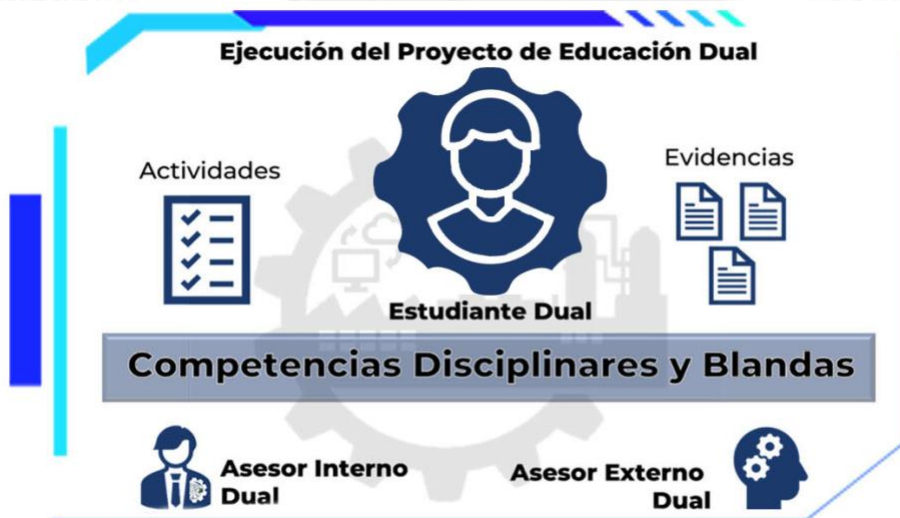 Ejecución del Proyecto de Educación Dual
Actividades
Evidencias
Estudiante Dual
Competencias Disciplinares y Blandas
Asesor Interno
Dual
Asesor Externo
Dual